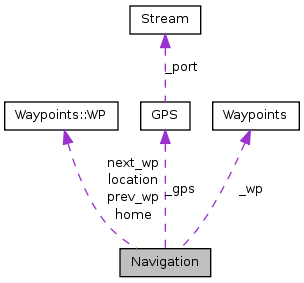 Stream
_port
Waypoints::WP
GPS
Waypoints
next_wp
location
prev_wp
home
_gps
_wp
Navigation